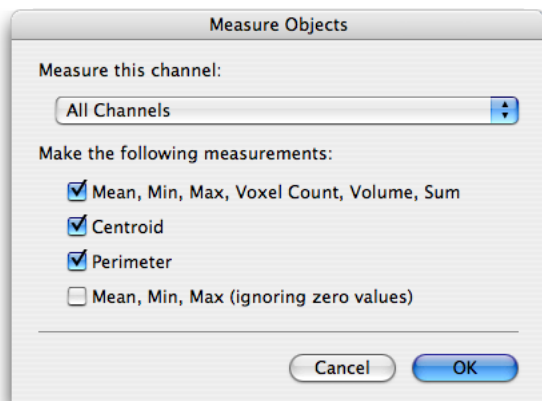 Measure Objects
Measure this channel:
All Channels
Make the following measurements:
Mean, Min, Max, Voxel Count, Volume, Sum
Centroid
Perimeter
Mean, Min, Max (ignoring zero values)
Cancel OK